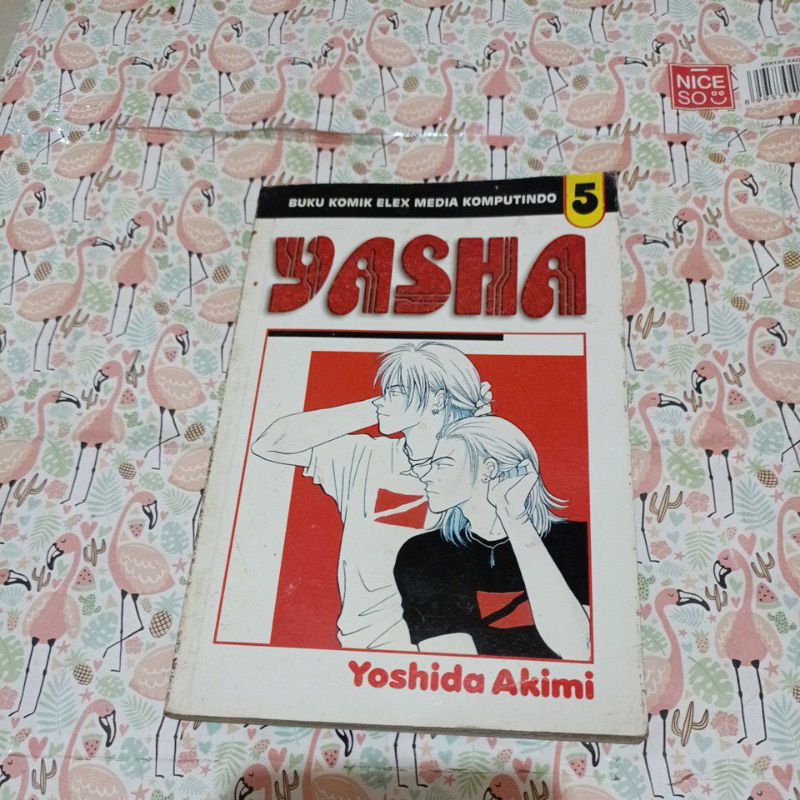 NICE
SO
BUKU KOMIK ELEX MEDIA KOMPUTINDO
5
YASHA
Yoshida Akimi